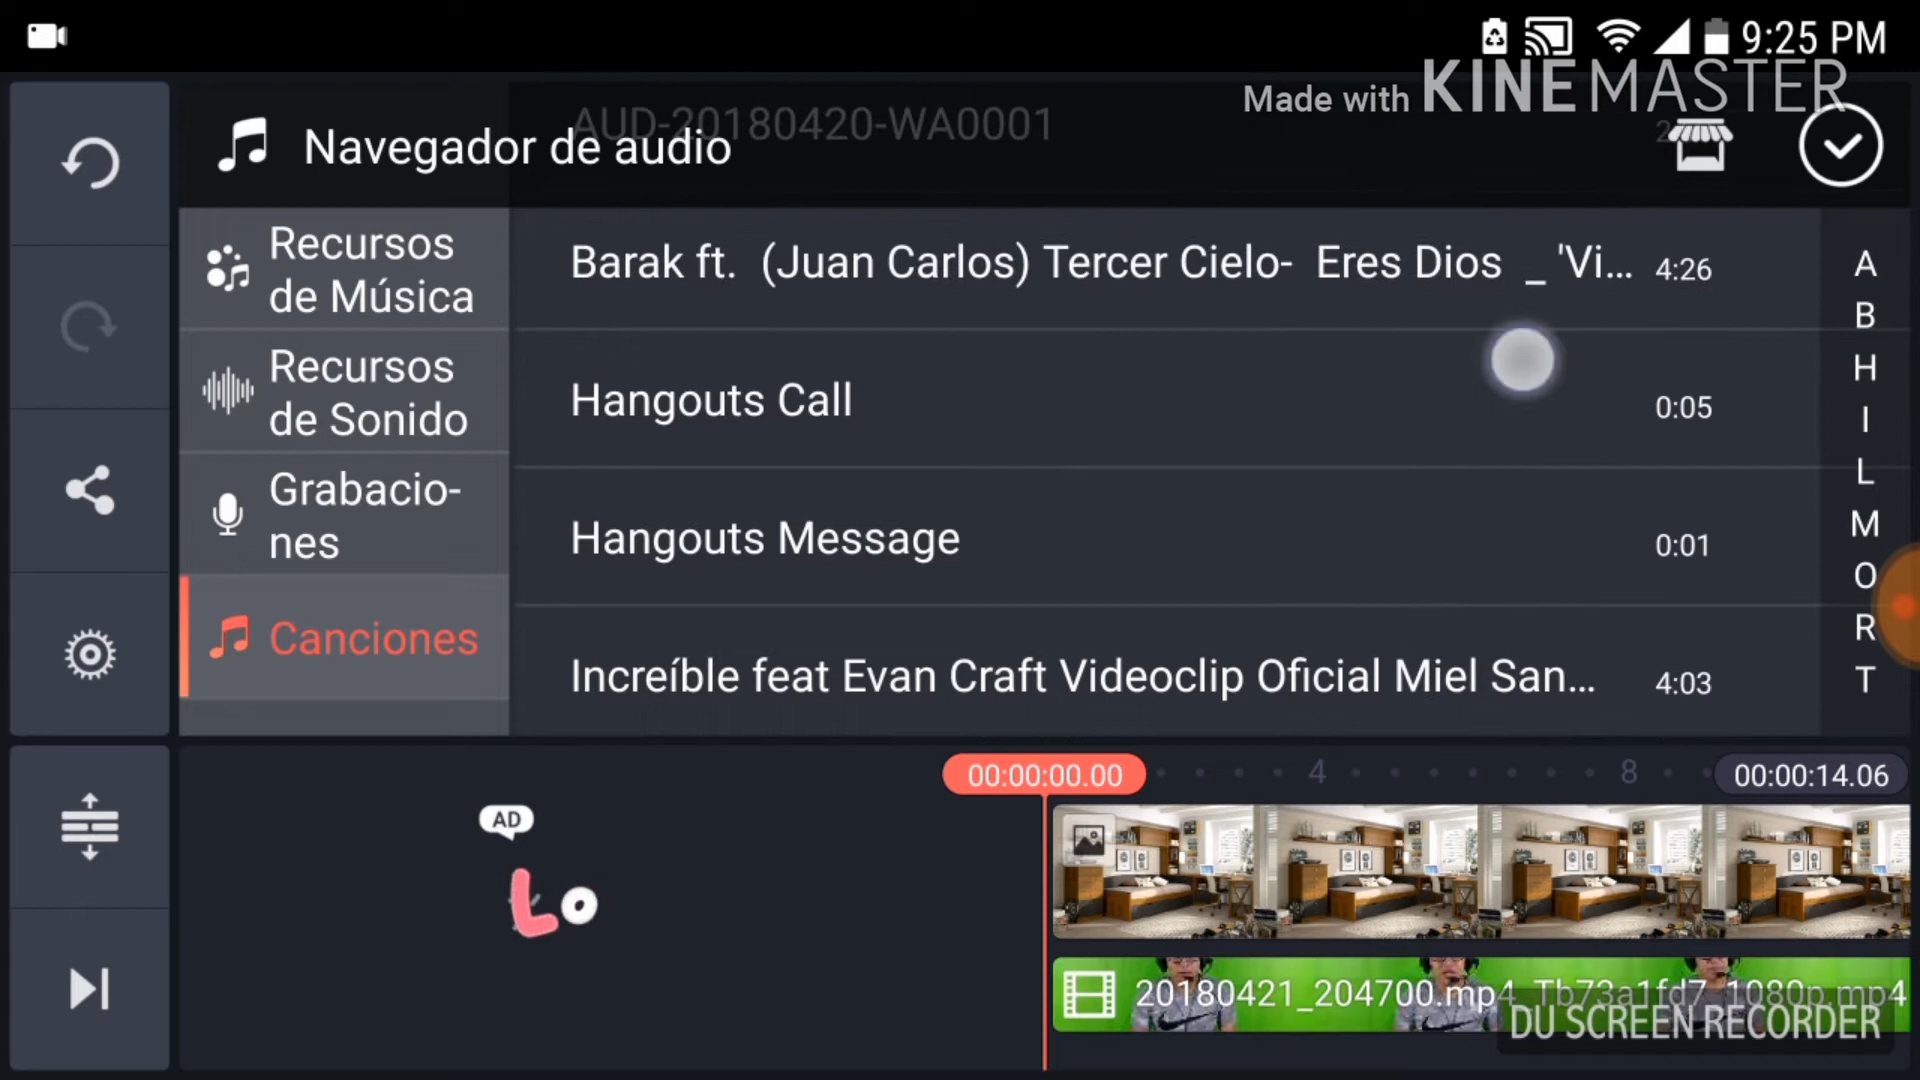 9:25 PM
Made with KINEMASTER
AUD-20180420-WA0001
Navegador de audio
Recursos
de Música
Recursos
de Sonido
Grabacio-
nes
Canciones
Barak ft. (Juan Carlos) Tercer Cielo- Eres Dios _ 'Vi... 4:26
Hangouts Call 0:05
Hangouts Message 0:01
Increíble feat Evan Craft Videoclip Oficial Miel San... 4:03
A
B
H
I
L
M
O
R
T
00:00:00.00 4 8 00:00:14.06
AD
Lo
20180421_204700.mp4_Tb73a1fd7_1080p.mp4
DU SCREEN RECORDER